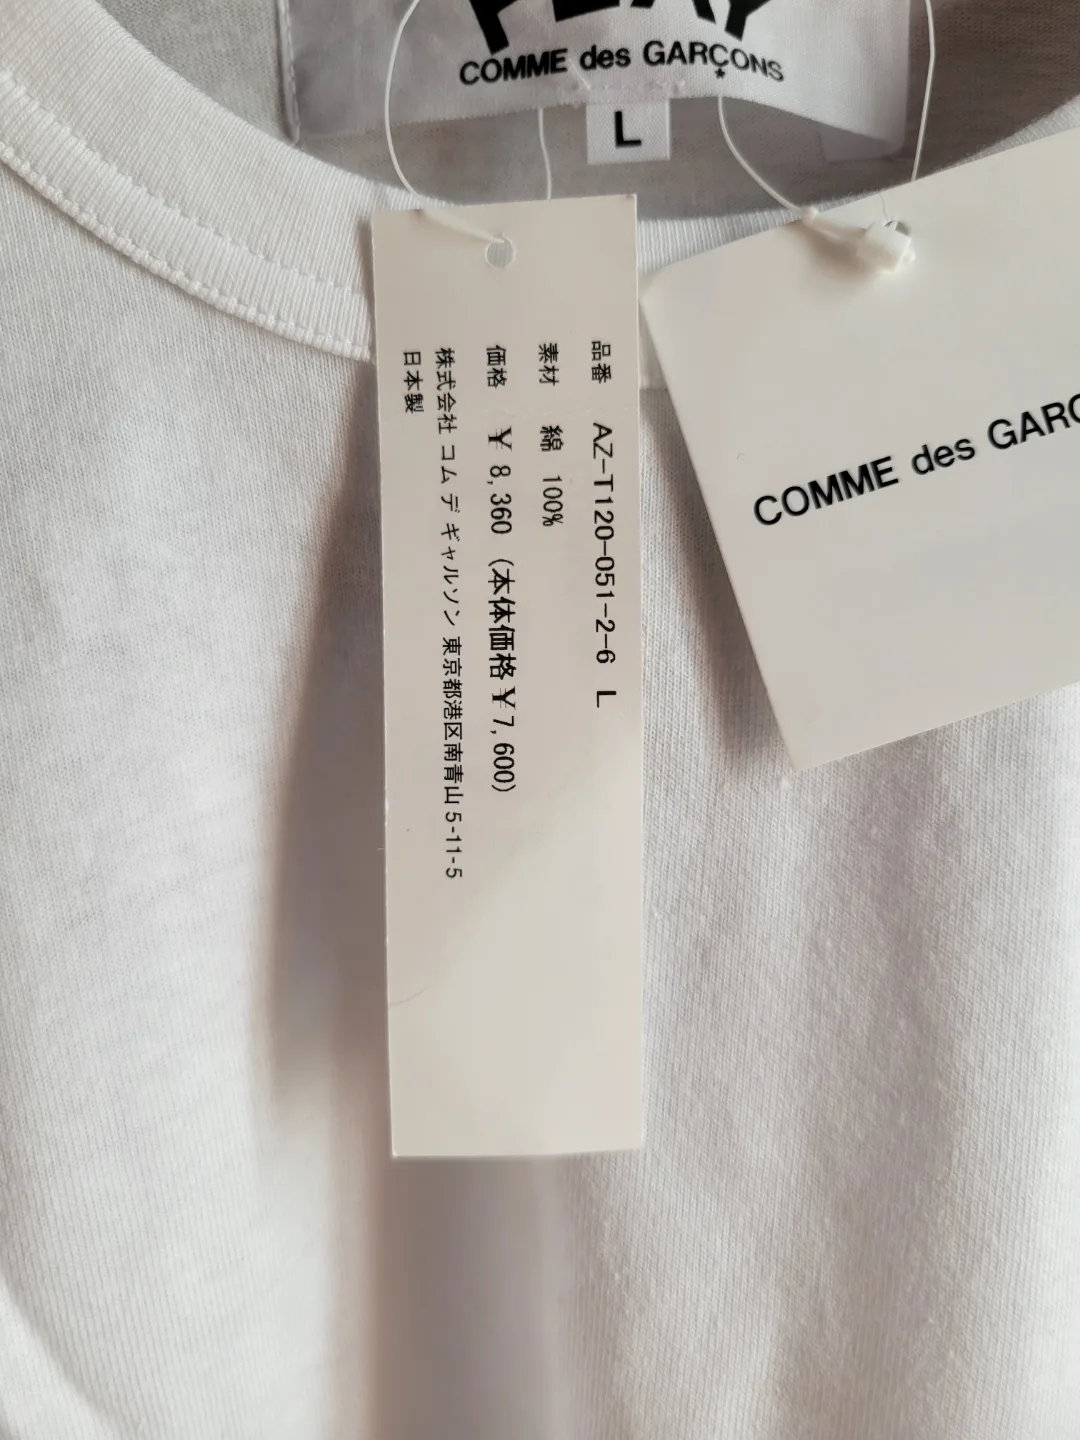 PLAY
COMME des GARÇONS
L
品番 AZ-T120-051-2-6 L
素材 綿 100%
価格 ¥ 8,360 (本体価格¥7,600)
株式会社 コム デ ギャルソン 東京都港区南青山5-11-5
日本製
COMME des GARÇ